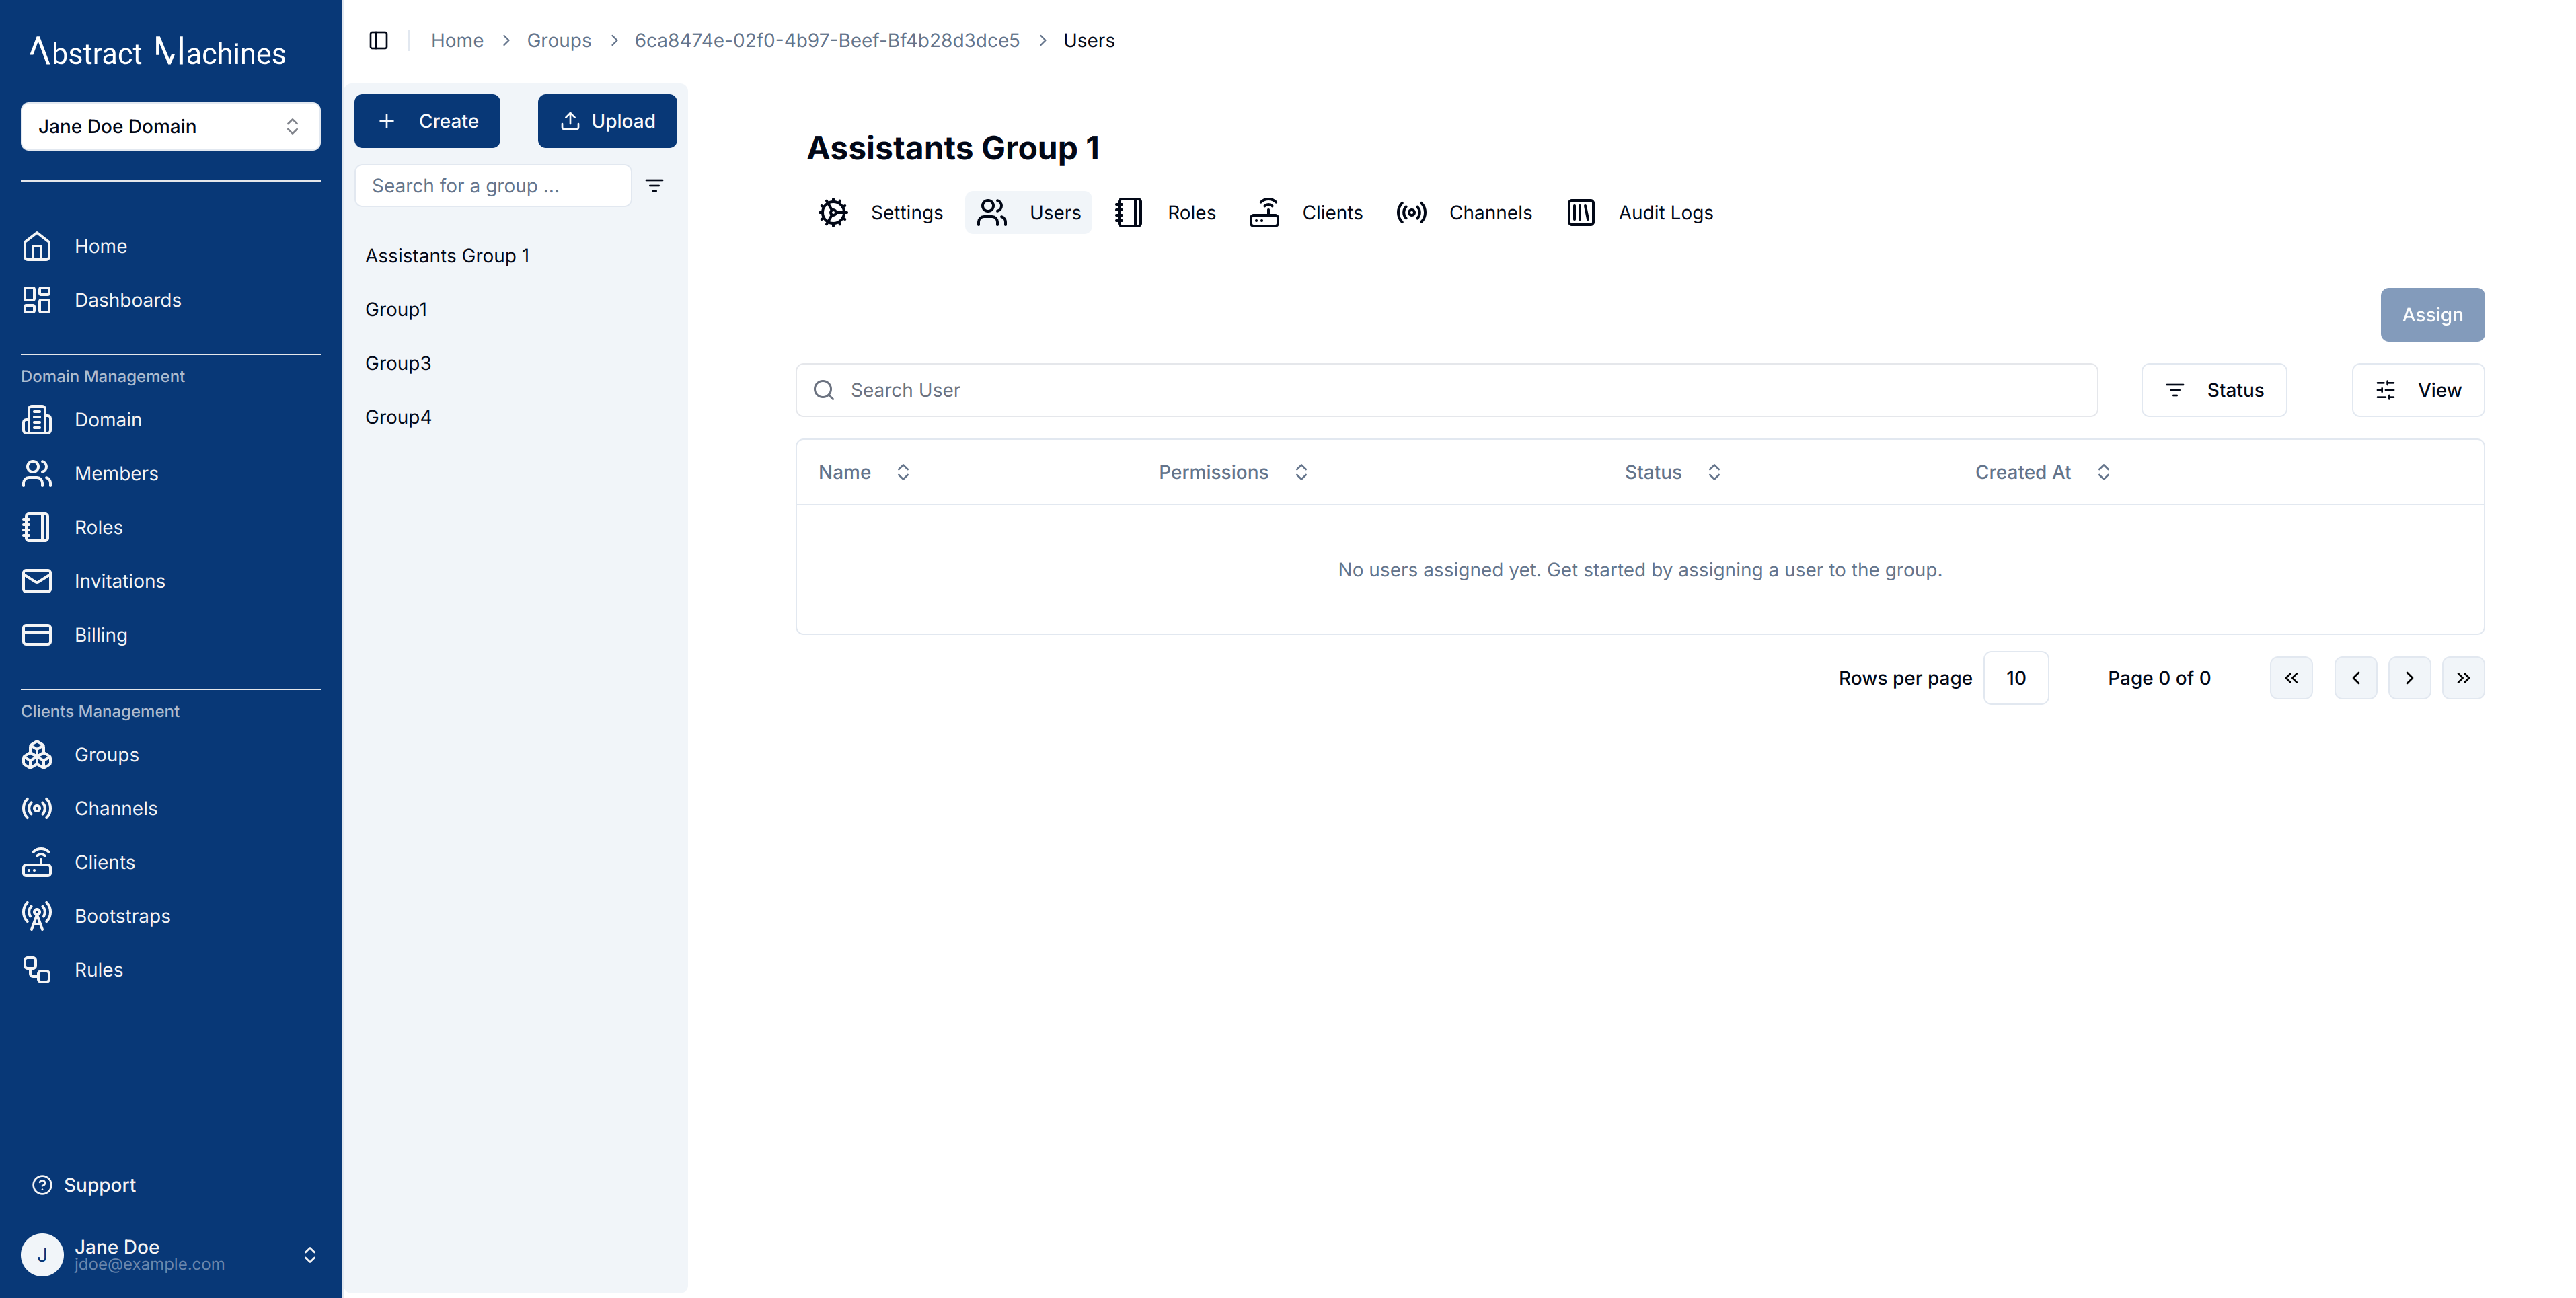 Abstract Machines
Jane Doe Domain
Home
Dashboards
Domain Management
Domain
Members
Roles
Invitations
Billing
Clients Management
Groups
Channels
Clients
Bootstraps
Rules
Support
J
Jane Doe
jdoe@example.com
Home > Groups > 6ca8474e-02f0-4b97-Beef-Bf4b28d3dce5 > Users
Create Upload
Search for a group ...
Assistants Group 1
Group1
Group3
Group4
Assistants Group 1
Settings Users Roles Clients Channels Audit Logs
Assign
Search User Status View
Name Permissions Status Created At
No users assigned yet. Get started by assigning a user to the group.
Rows per page 10 Page 0 of 0